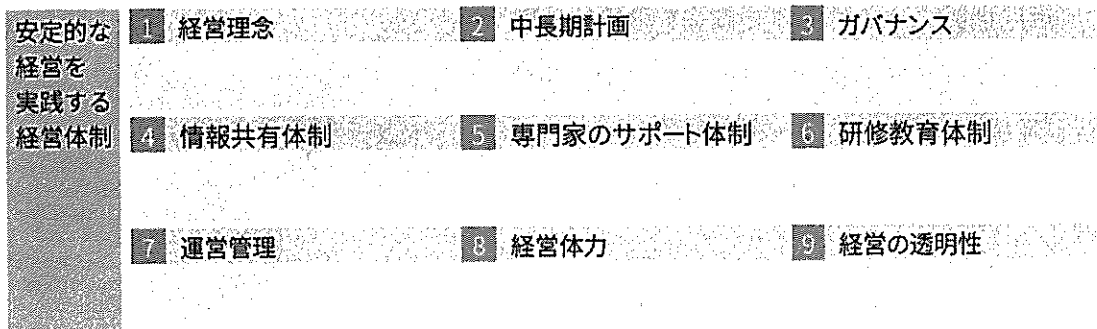 安定的な
経営を
実践する
経営体制
1 経営理念
2 中長期計画
3 ガバナンス
4 情報共有体制
5 専門家のサポート体制
6 研修教育体制
7 運営管理
8 経営体力
9 経営の透明性